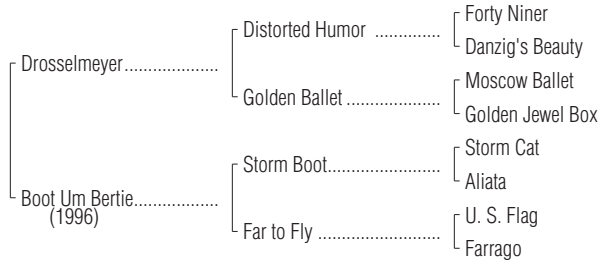 Forty Niner
Distorted Humor ..............
Danzig's Beauty
Drosselmeyer...................
Moscow Ballet
Golden Ballet ....................
Golden Jewel Box
Storm Cat
Storm Boot........................
Aliata
Boot Um Bertie.................
(1996)
U. S. Flag
Far to Fly ..........................
Farrago